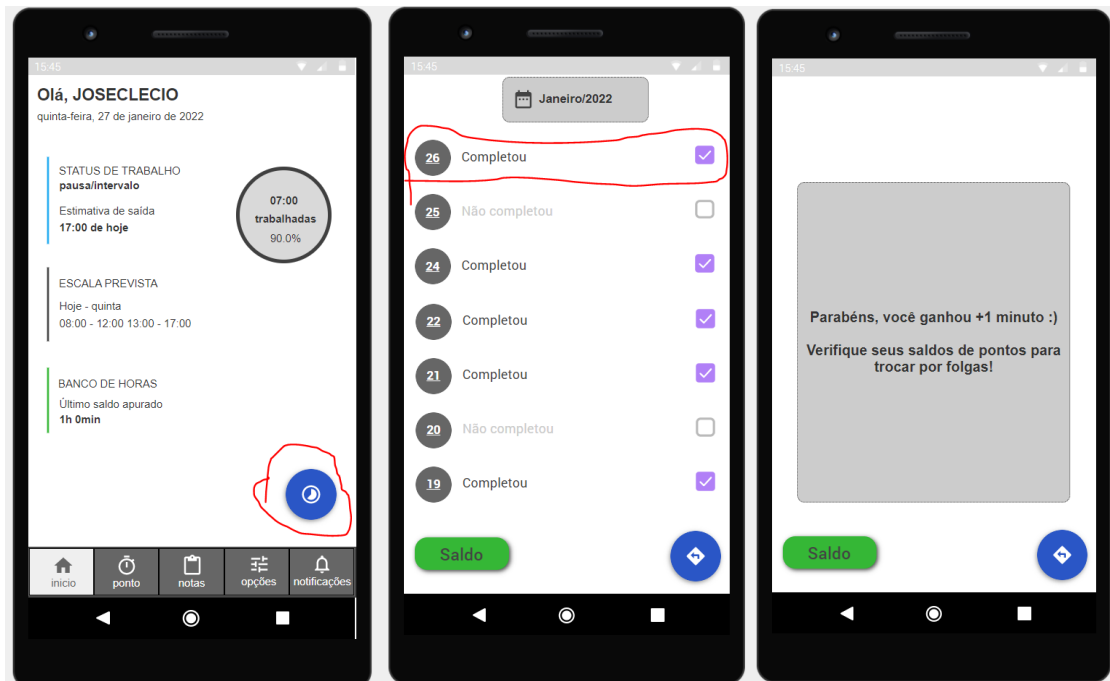 15:45
Olá, JOSECLECIO
quinta-feira, 27 de janeiro de 2022
STATUS DE TRABALHO
pausa/intervalo
Estimativa de saída
17:00 de hoje
07:00
trabalhadas
90.0%
ESCALA PREVISTA
Hoje - quinta
08:00 - 12:00 13:00 - 17:00
BANCO DE HORAS
Último saldo apurado
1h 0min
inicio
ponto
notas
opções
notificações
15:45
Janeiro/2022
26 Completou
25 Não completou
24 Completou
22 Completou
21 Completou
20 Não completou
19 Completou
Saldo
15:45
Parabéns, você ganhou +1 minuto :)
Verifique seus saldos de pontos para
trocar por folgas!
Saldo